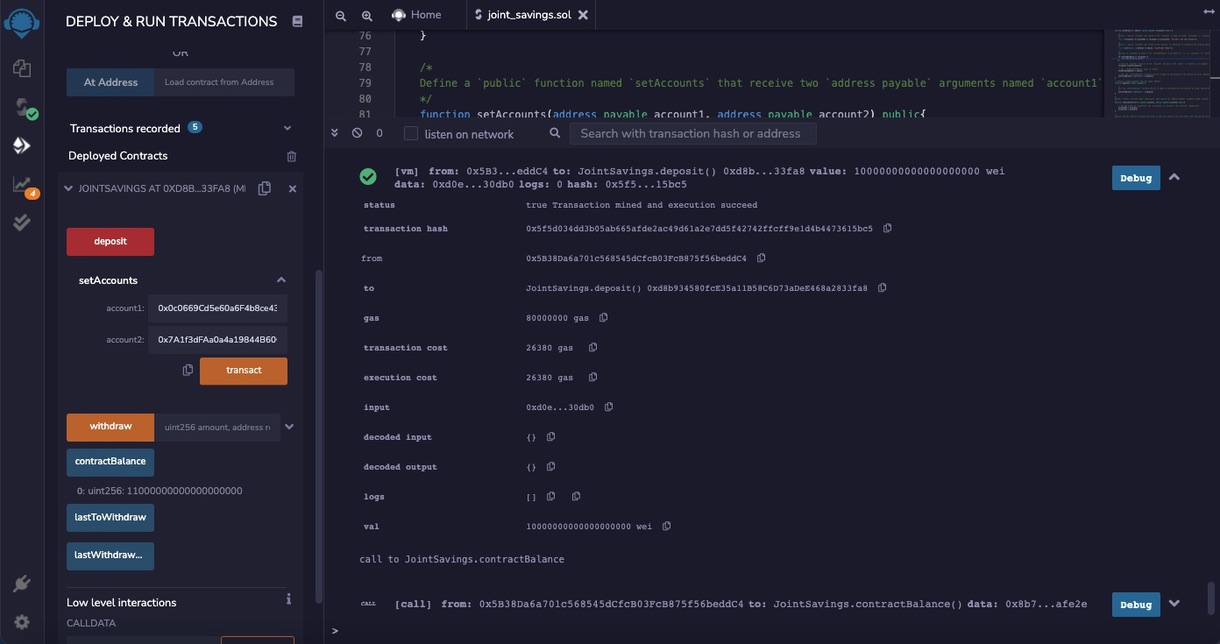 DEPLOY & RUN TRANSACTIONS
OR
At Address Load contract from Address
Transactions recorded 5
Deployed Contracts
JOINTSAVINGS AT 0XD8B...33FA8 (M
deposit
setAccounts
account1: 0x0c0669Cd5e60a6F4b8ce43
account2: 0x7A1f3dFAa0a4a19844B60
transact
withdraw uint256 amount, address r
contractBalance
0: uint256: 11000000000000000000
lastToWithdraw
lastWithdraw...
Low level interactions i
CALLDATA
4
Home joint_savings.sol
76 }
77
78 /*
79 Define a `public` function named `setAccounts` that receive two `address payable` arguments named `account1`
80 */
81 function setAccounts(address payable account1, address payable account2) public{
0 listen on network Search with transaction hash or address
[vm] from: 0x5B3...eddC4 to: JointSavings.deposit() 0xd8b...33fa8 value: 10000000000000000000 wei
data: 0xd0e...30db0 logs: 0 hash: 0x5f5...15bc5
Debug
status true Transaction mined and execution succeed
transaction hash 0x5f5d034dd3b05ab665afde2ac49d61a2e7dd5f42742ffcff9e1d4b4473615bc5
from 0x5B38Da6a701c568545dCfcB03FcB875f56beddC4
to JointSavings.deposit() 0xd8b934580fcE35a11B58C6D73aDeE468a2833fa8
gas 80000000 gas
transaction cost 26380 gas
execution cost 26380 gas
input 0xd0e...30db0
decoded input {}
decoded output {}
logs []
val 10000000000000000000 wei
call to JointSavings.contractBalance
CALL [call] from: 0x5B38Da6a701c568545dCfcB03FcB875f56beddC4 to: JointSavings.contractBalance() data: 0x8b7...afe2e
Debug
>